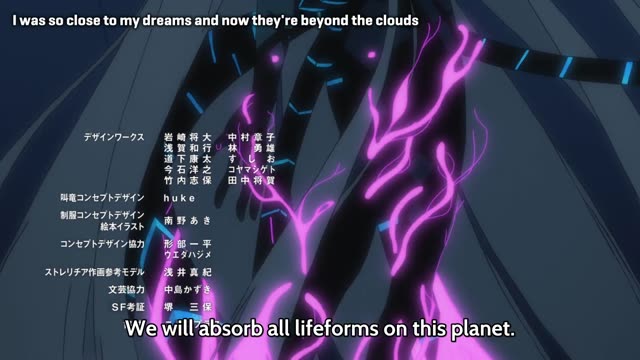 I was so close to my dreams and now they're beyond the clouds
デザインワークス 岩崎将大 中村章子
浅賀和行 林勇雄
道下康太 すしお
今石洋之 コヤマシゲト
竹内志保 田中将賀
叫竜コンセプトデザイン huke
制服コンセプトデザイン
絵本イラスト 南野あき
コンセプトデザイン協力 形部一平
ウエダハジメ
ストレリチア作画参考モデル 浅井真紀
文芸協力 中島かずき
SF考証 堺三保
We will absorb all lifeforms on this planet.